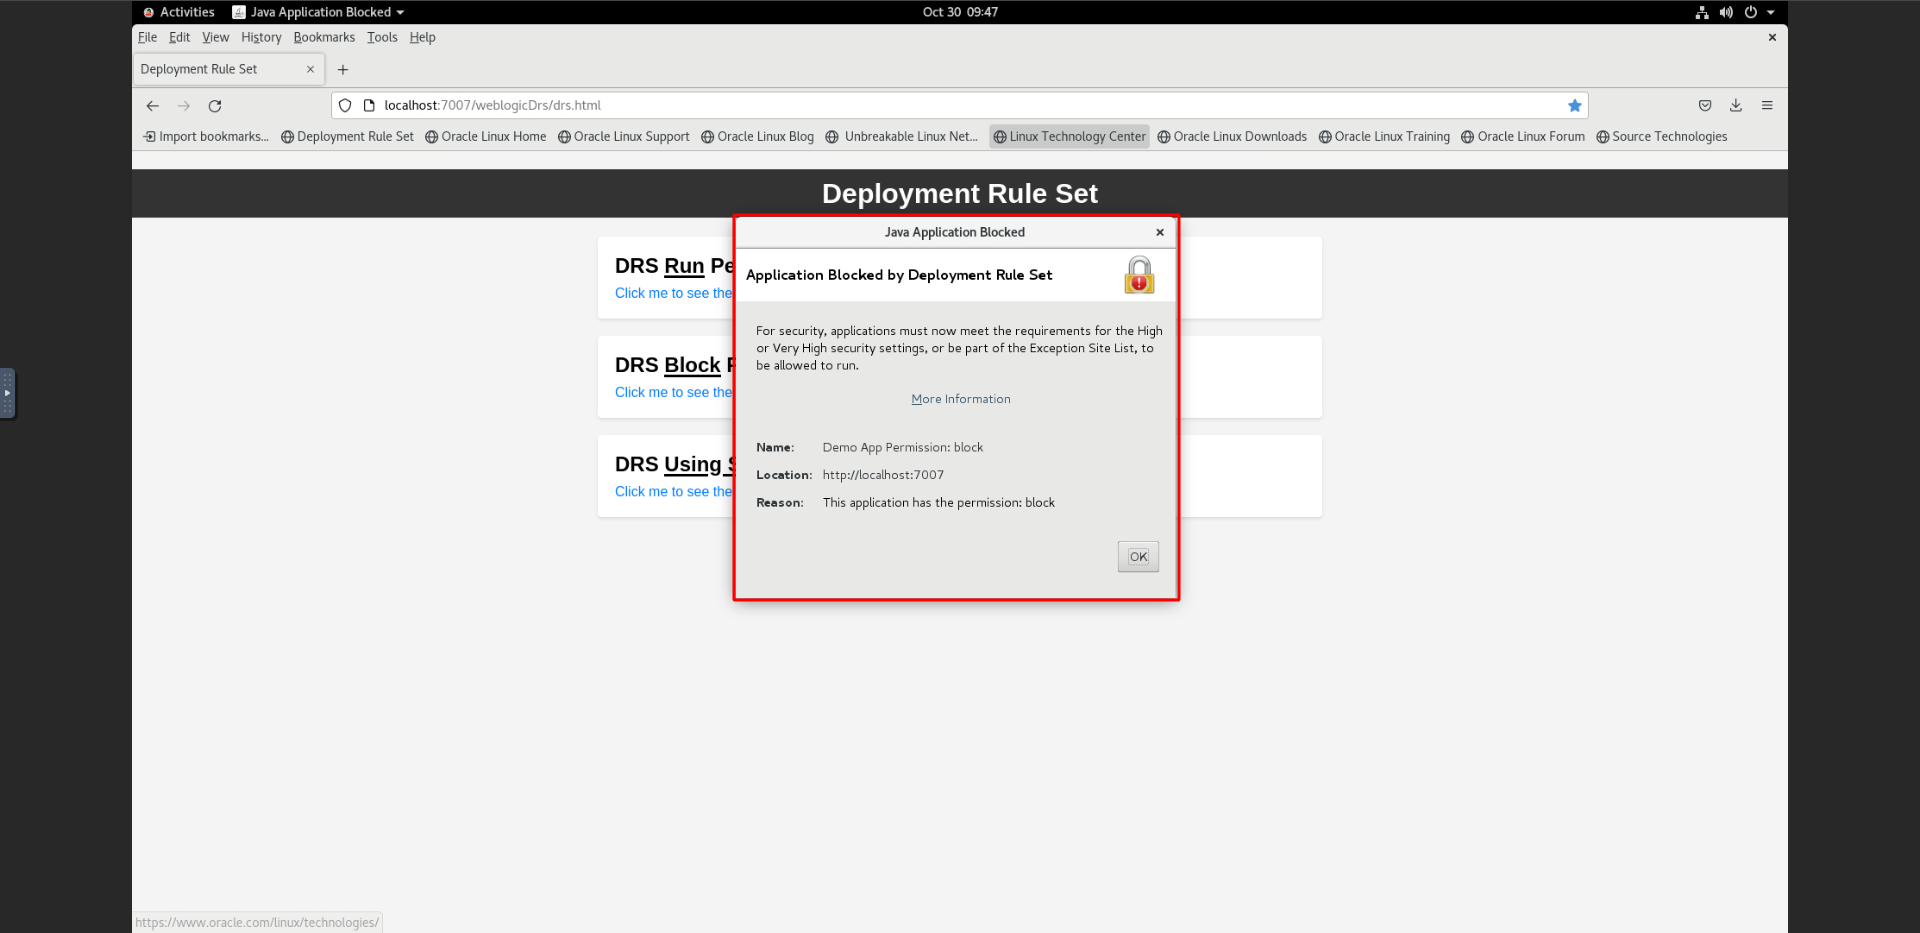 Activities Java Application Blocked Oct 30 09:47
File Edit View History Bookmarks Tools Help
Deployment Rule Set
localhost:7007/weblogicDrs/drs.html
Import bookmarks... Deployment Rule Set Oracle Linux Home Oracle Linux Support Oracle Linux Blog Unbreakable Linux Net... Linux Technology Center Oracle Linux Downloads Oracle Linux Training Oracle Linux Forum Source Technologies
Deployment Rule Set
DRS Run Pe
Click me to see the
DRS Block
Click me to see the
DRS Using S
Click me to see the
Java Application Blocked
Application Blocked by Deployment Rule Set
For security, applications must now meet the requirements for the High
or Very High security settings, or be part of the Exception Site List, to
be allowed to run.
More Information
Name: Demo App Permission: block
Location: http://localhost:7007
Reason: This application has the permission: block
OK
https://www.oracle.com/linux/technologies/